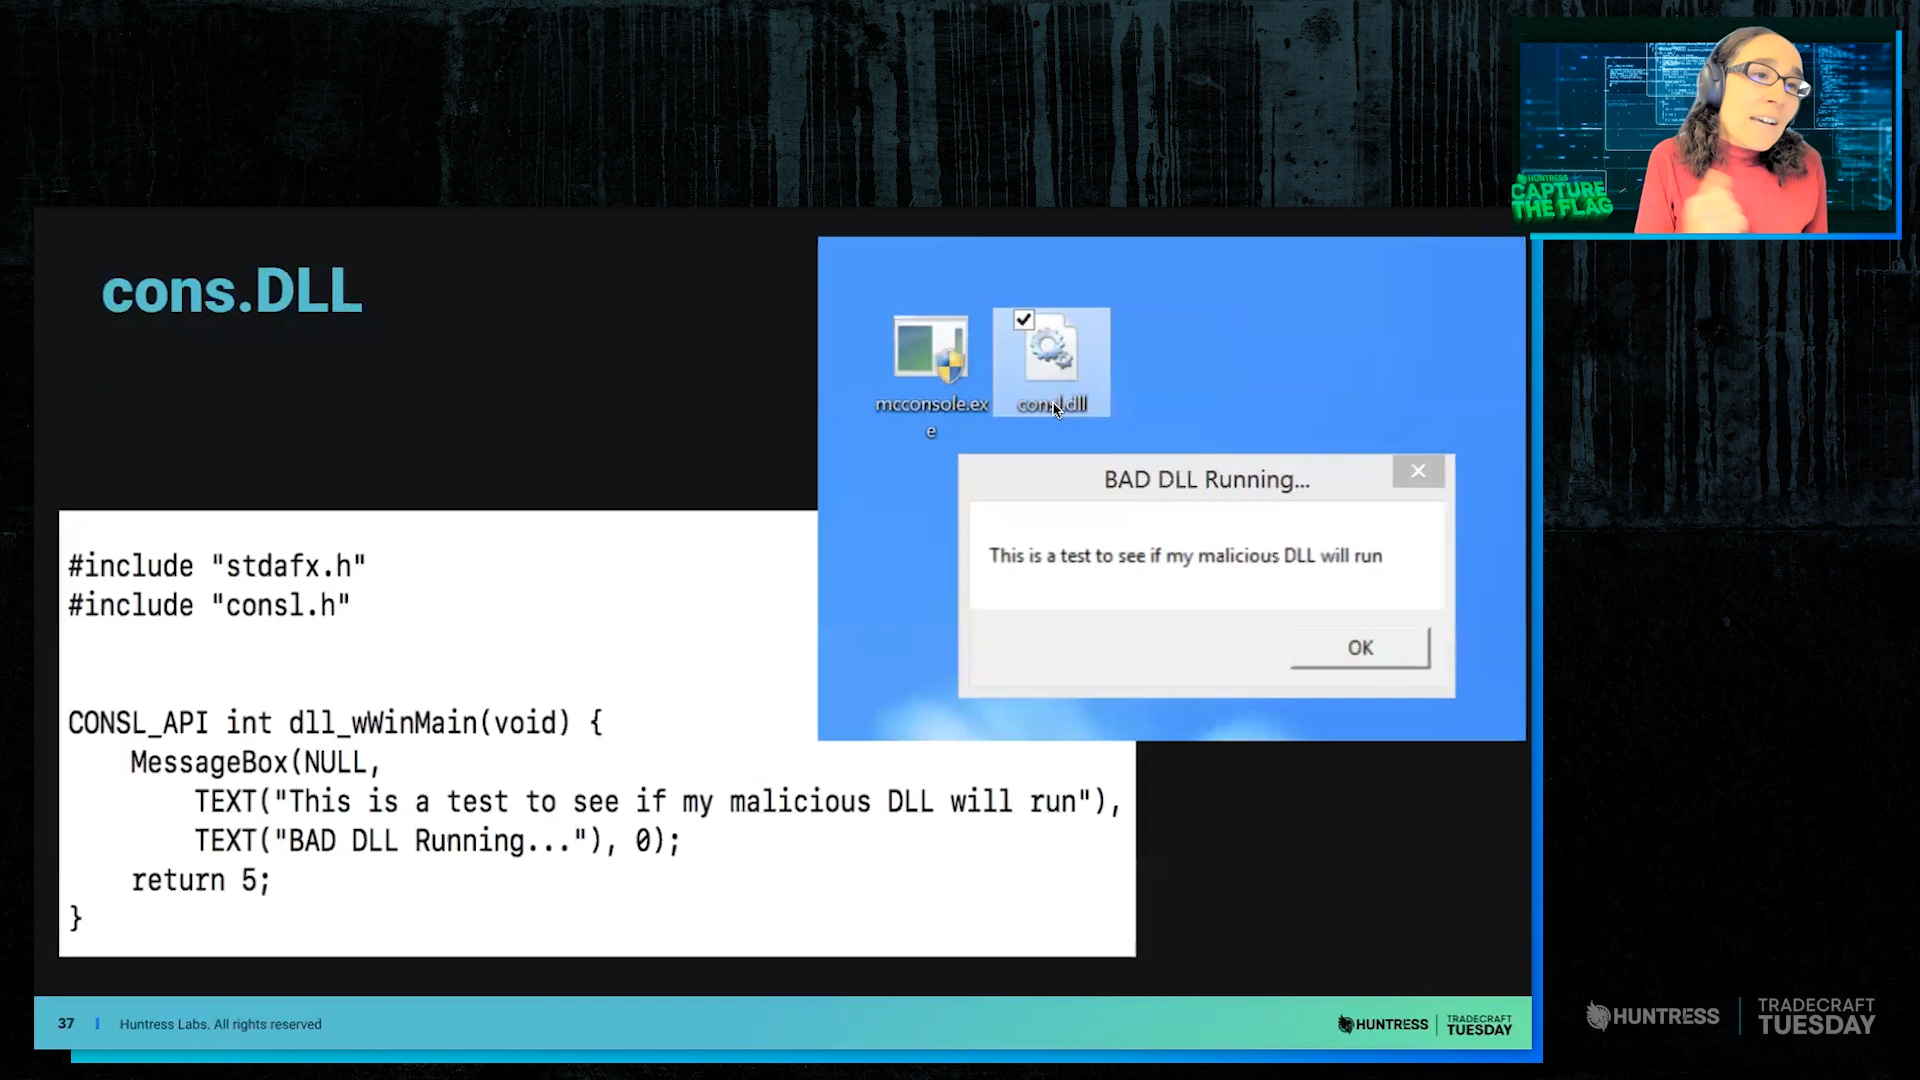 HUNTRESS
CAPTURE
THE FLAG
cons.DLL
mcconsole.ex
e
consl.dll
BAD DLL Running...
This is a test to see if my malicious DLL will run
OK
#include "stdafx.h"
#include "consl.h"
CONSL_API int dll_wWinMain(void) {
MessageBox(NULL,
TEXT("This is a test to see if my malicious DLL will run"),
TEXT("BAD DLL Running..."), 0);
return 5;
}
37 | Huntress Labs. All rights reserved
HUNTRESS | TRADECRAFT
TUESDAY
HUNTRESS | TRADECRAFT
TUESDAY